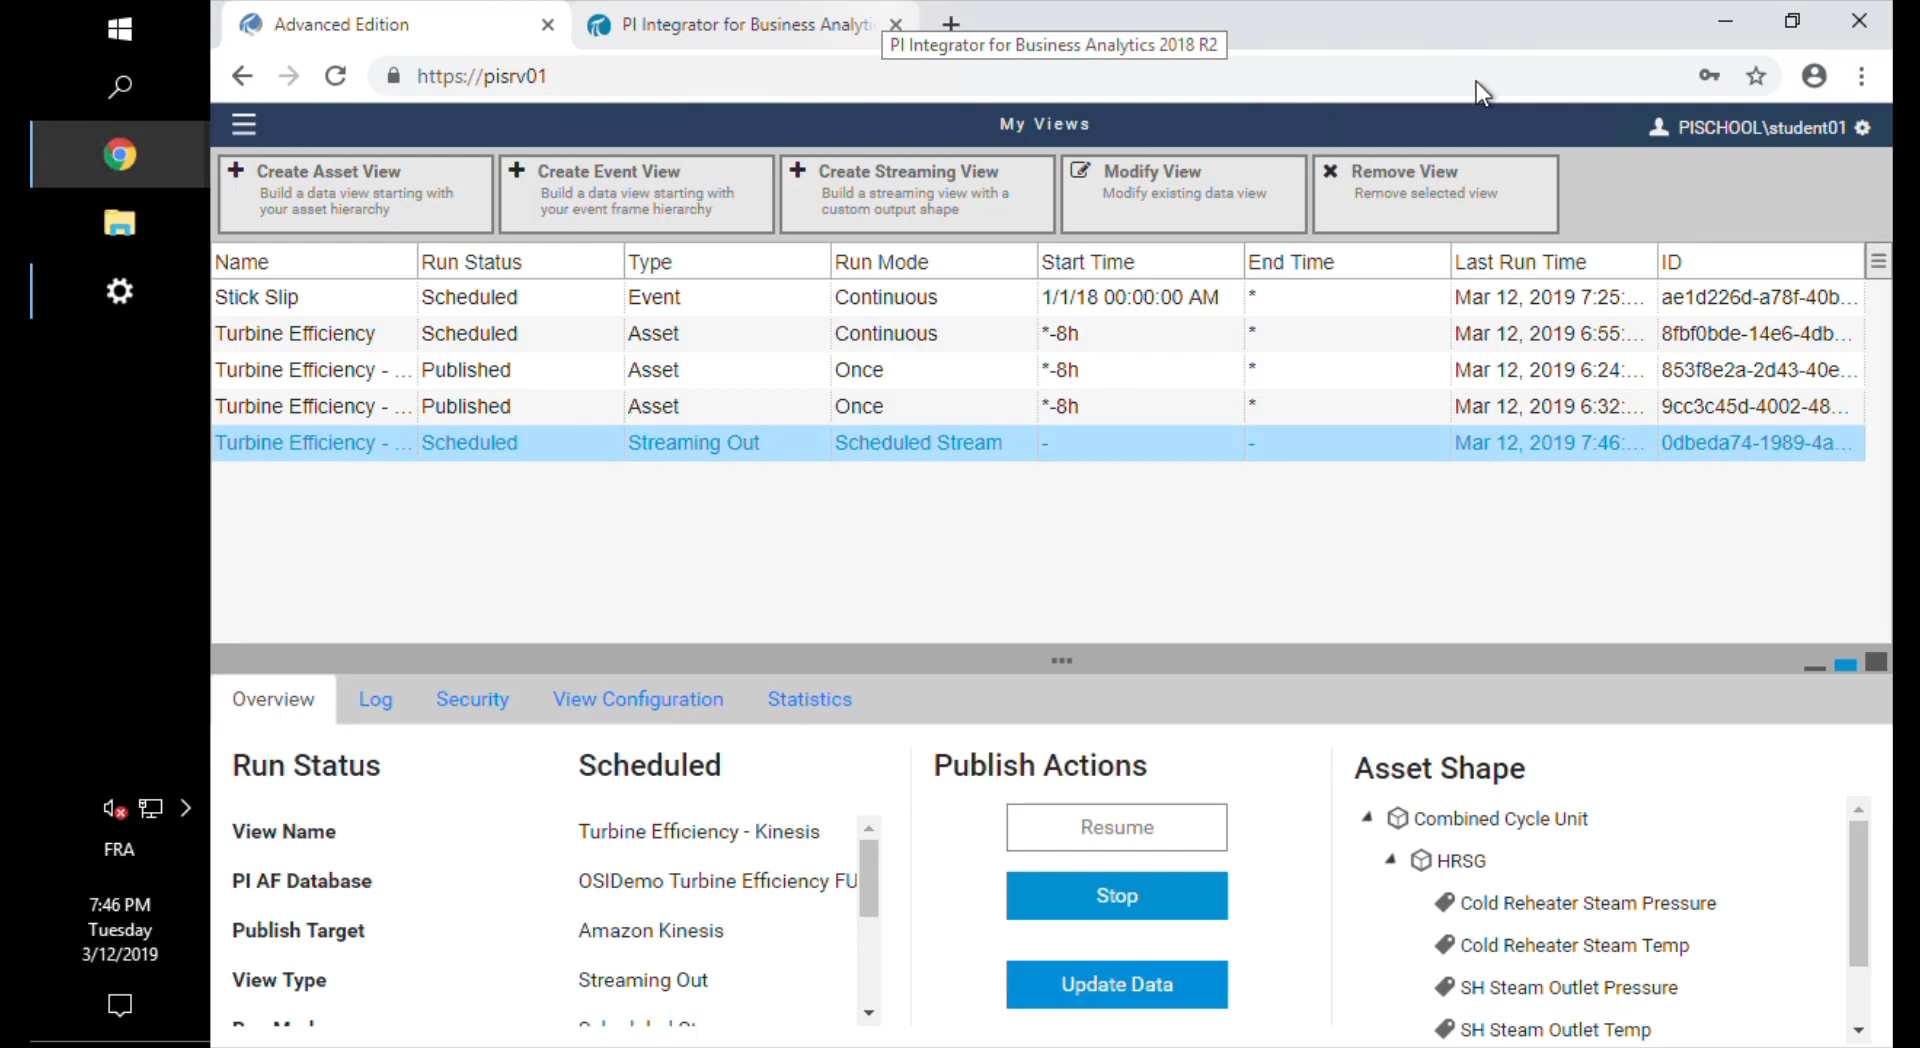 Advanced Edition
PI Integrator for Business Analyti
PI Integrator for Business Analytics 2018 R2
https://pisrv01
My Views
PISCHOOL\student01
Create Asset View
Build a data view starting with
your asset hierarchy
Create Event View
Build a data view starting with
your event frame hierarchy
Create Streaming View
Build a streaming view with a
custom output shape
Modify View
Modify existing data view
Remove View
Remove selected view
Name Run Status Type Run Mode Start Time End Time Last Run Time ID
Stick Slip Scheduled Event Continuous 1/1/18 00:00:00 AM * Mar 12, 2019 7:25:... ae1d226d-a78f-40b...
Turbine Efficiency Scheduled Asset Continuous *-8h * Mar 12, 2019 6:55:... 8fbf0bde-14e6-4db...
Turbine Efficiency - ... Published Asset Once *-8h * Mar 12, 2019 6:24:... 853f8e2a-2d43-40e...
Turbine Efficiency - ... Published Asset Once *-8h * Mar 12, 2019 6:32:... 9cc3c45d-4002-48...
Turbine Efficiency - ... Scheduled Streaming Out Scheduled Stream - - Mar 12, 2019 7:46:... 0dbeda74-1989-4a...
Overview Log Security View Configuration Statistics
Run Status Scheduled
View Name Turbine Efficiency - Kinesis
PI AF Database OSIDemo Turbine Efficiency FU
Publish Target Amazon Kinesis
View Type Streaming Out
Publish Actions
Resume
Stop
Update Data
Asset Shape
Combined Cycle Unit
HRSG
Cold Reheater Steam Pressure
Cold Reheater Steam Temp
SH Steam Outlet Pressure
SH Steam Outlet Temp
FRA
7:46 PM
Tuesday
3/12/2019